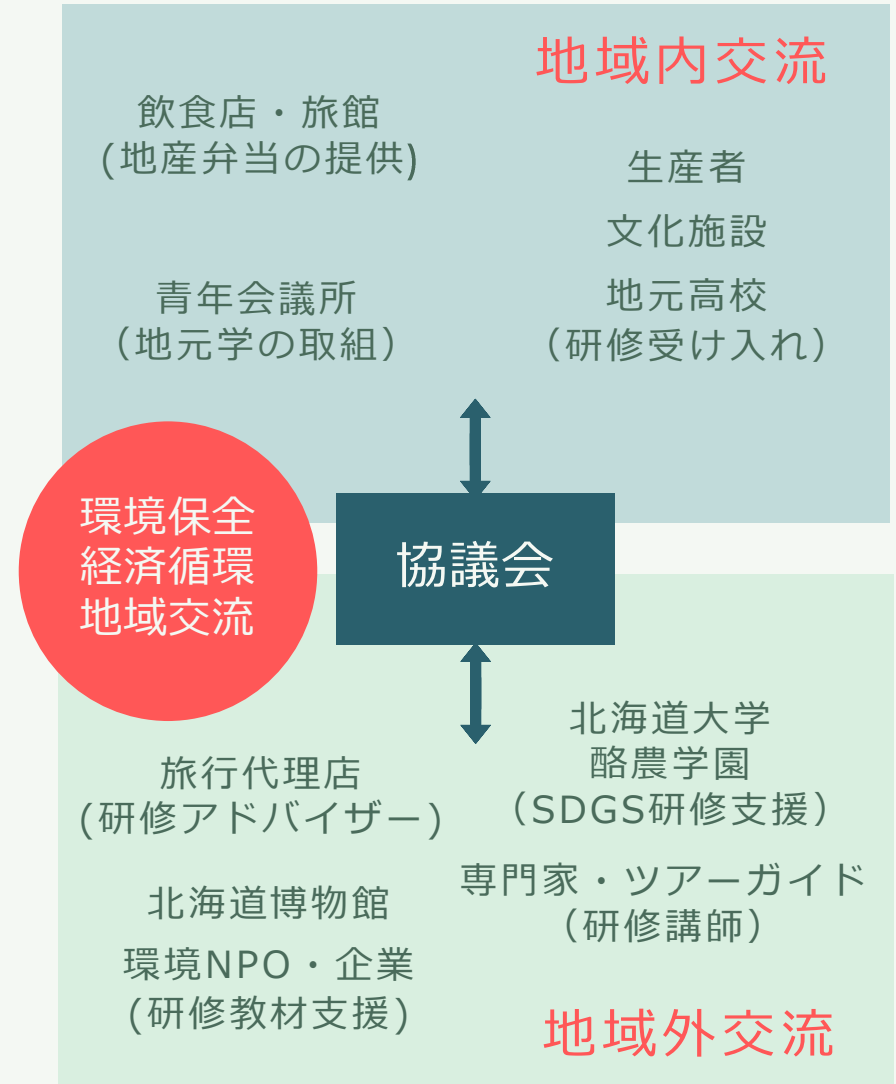 地域内交流
飲食店・旅館
(地産弁当の提供)
生産者
文化施設
青年会議所
（地元学の取組）
地元高校
（研修受け入れ）
環境保全
経済循環
地域交流
協議会
北海道大学
酪農学園
（SDGS研修支援）
旅行代理店
(研修アドバイザー)
専門家・ツアーガイド
（研修講師）
北海道博物館
環境NPO・企業
(研修教材支援)
地域外交流